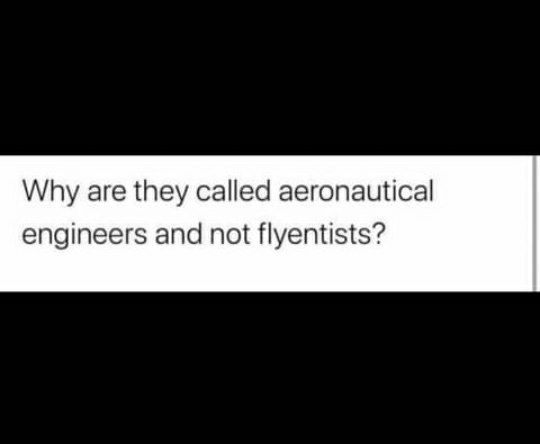 Why are they called aeronautical
engineers and not flyentists?